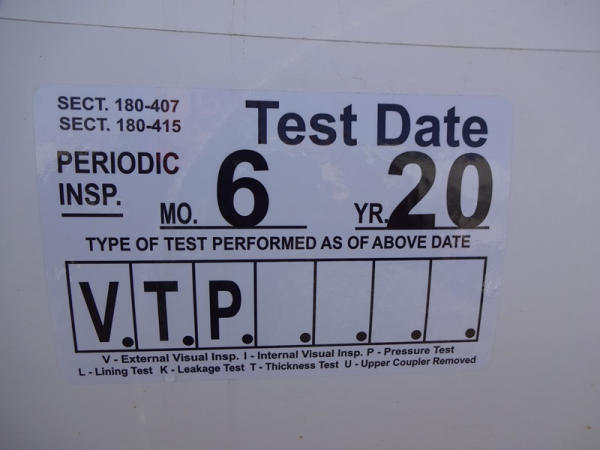 SECT. 180-407
SECT. 180-415
Test Date
PERIODIC
INSP.
MO. 6 YR. 20
TYPE OF TEST PERFORMED AS OF ABOVE DATE
V. T. P. . . . .
V - External Visual Insp. I - Internal Visual Insp. P - Pressure Test
L - Lining Test K - Leakage Test T - Thickness Test U - Upper Coupler Removed